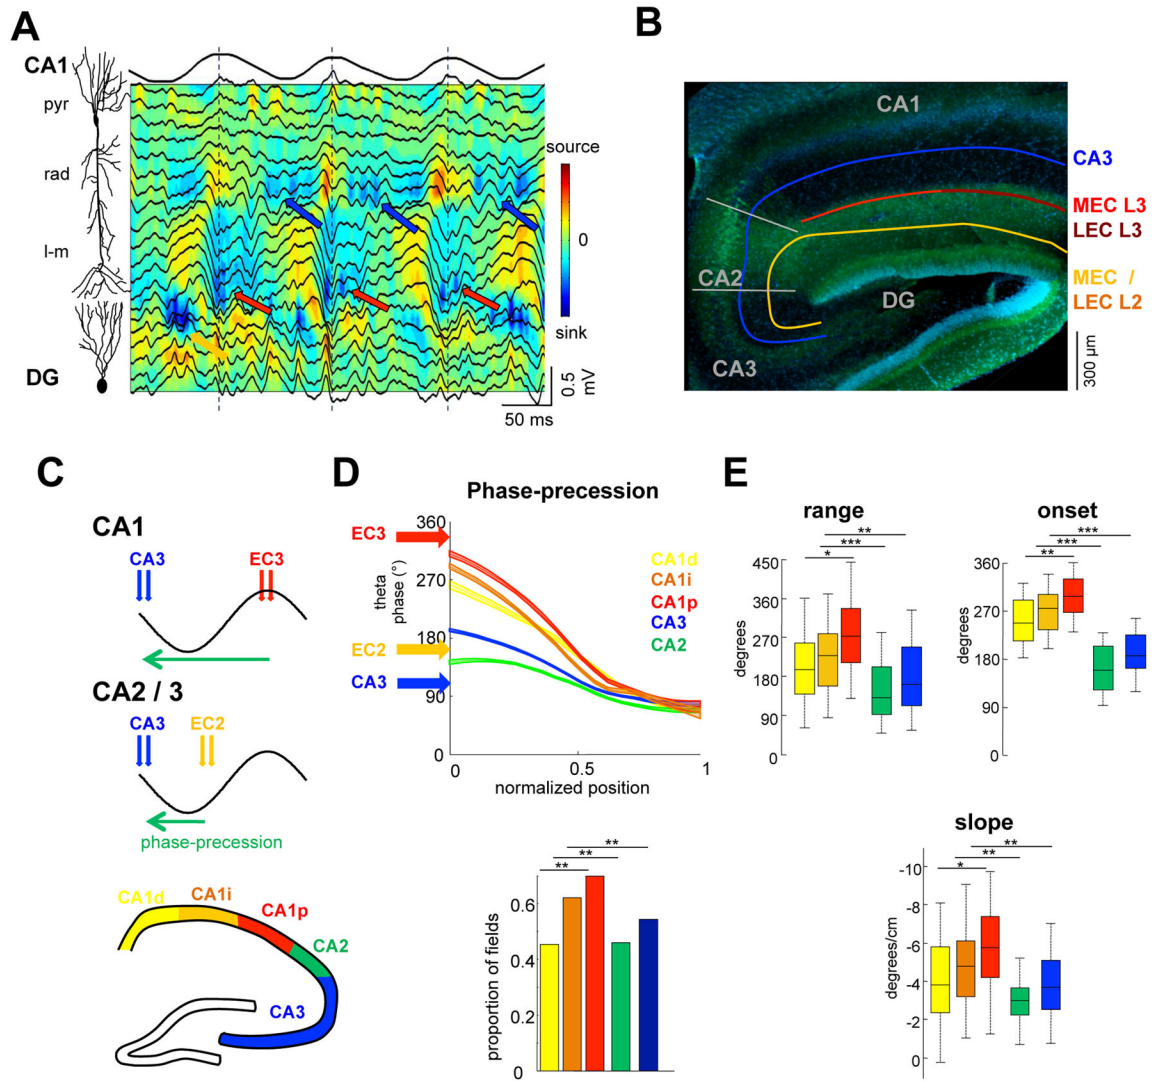 A
CA1
pyr
rad
l-m
DG
source
0
sink
0.5
mV
50 ms
B
CA1
CA2
CA3
DG
CA3
MEC L3
LEC L3
MEC /
LEC L2
300 µm
C
CA1
CA3
EC3
CA2 / 3
CA3
EC2
phase-precession
CA1d
CA1i
CA1p
CA2
CA3
D
Phase-precession
EC3
EC2
CA3
theta
phase (°)
360
270
180
90
0
0
0.5
1
normalized position
CA1d
CA1i
CA1p
CA3
CA2
proportion of fields
0.6
0.4
0.2
0
**
**
**
E
range
degrees
450
360
270
180
90
0
**
***
*
onset
degrees
360
270
180
90
0
***
***
**
slope
degrees/cm
-10
-8
-6
-4
-2
0
**
**
*